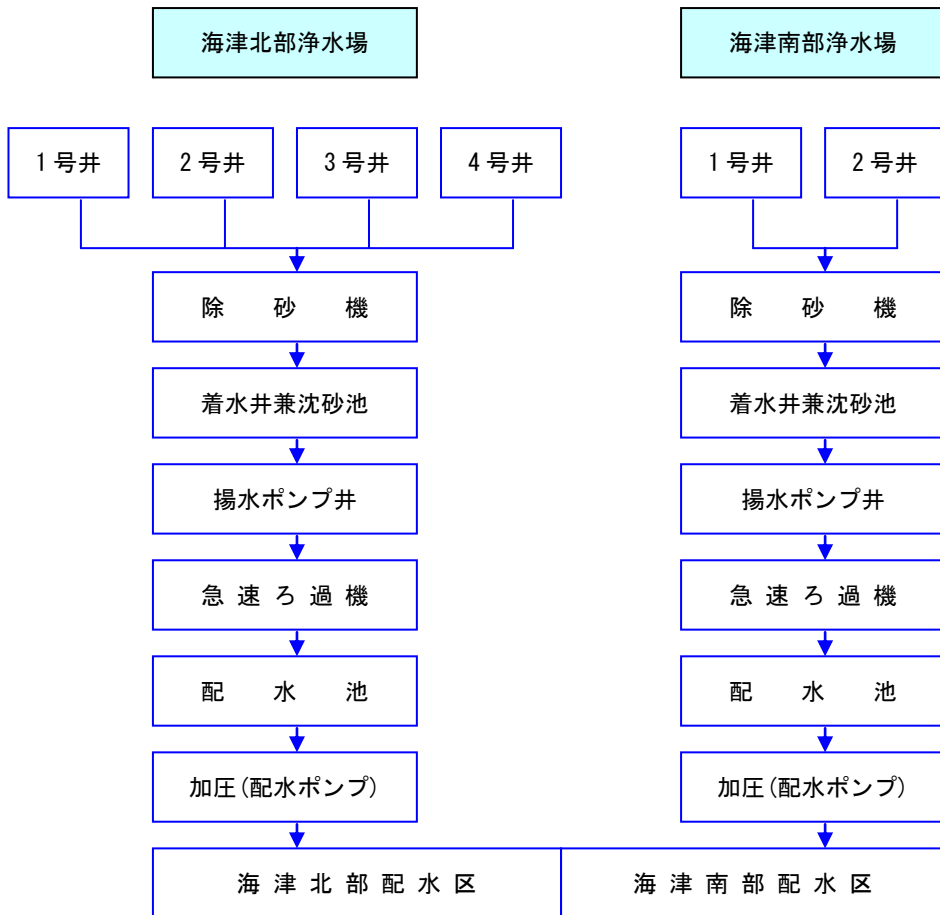 海津北部浄水場
海津南部浄水場
1号井
2号井
3号井
4号井
1号井
2号井
除砂機
除砂機
着水井兼沈砂池
着水井兼沈砂池
揚水ポンプ井
揚水ポンプ井
急速ろ過機
急速ろ過機
配水池
配水池
加圧(配水ポンプ)
加圧(配水ポンプ)
海津北部配水区
海津南部配水区